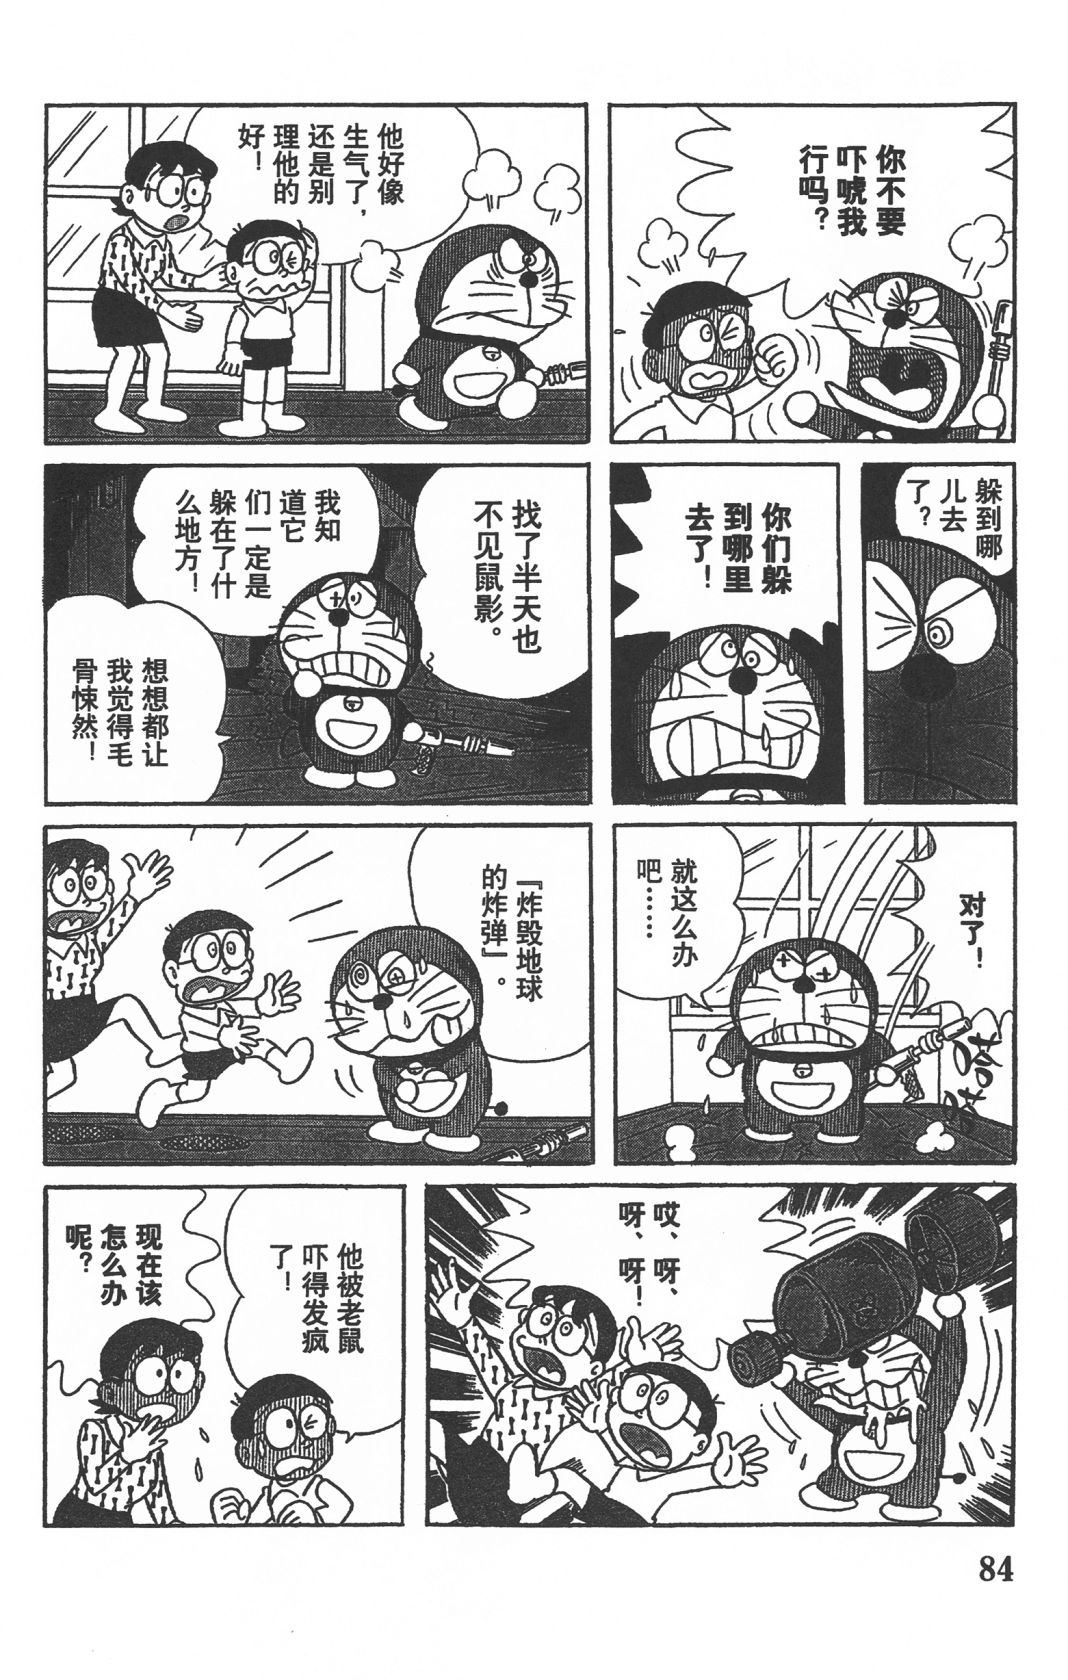 你不要
吓唬我
行吗？
他好像
生气了，
还是别
理他的
好！
躲到哪
儿去
了？
你们躲
到哪里
去了！
找了半天也
不见鼠影。
我知
道它
们一定是
躲在了什
么地方！
想想都让
我觉得毛
骨悚然！
对了！
就这么办
吧……
『炸毁地球
的炸弹』。
哎、呀、
呀、呀！
他被老鼠
吓得发疯
了！
现在该
怎么办
呢？
84